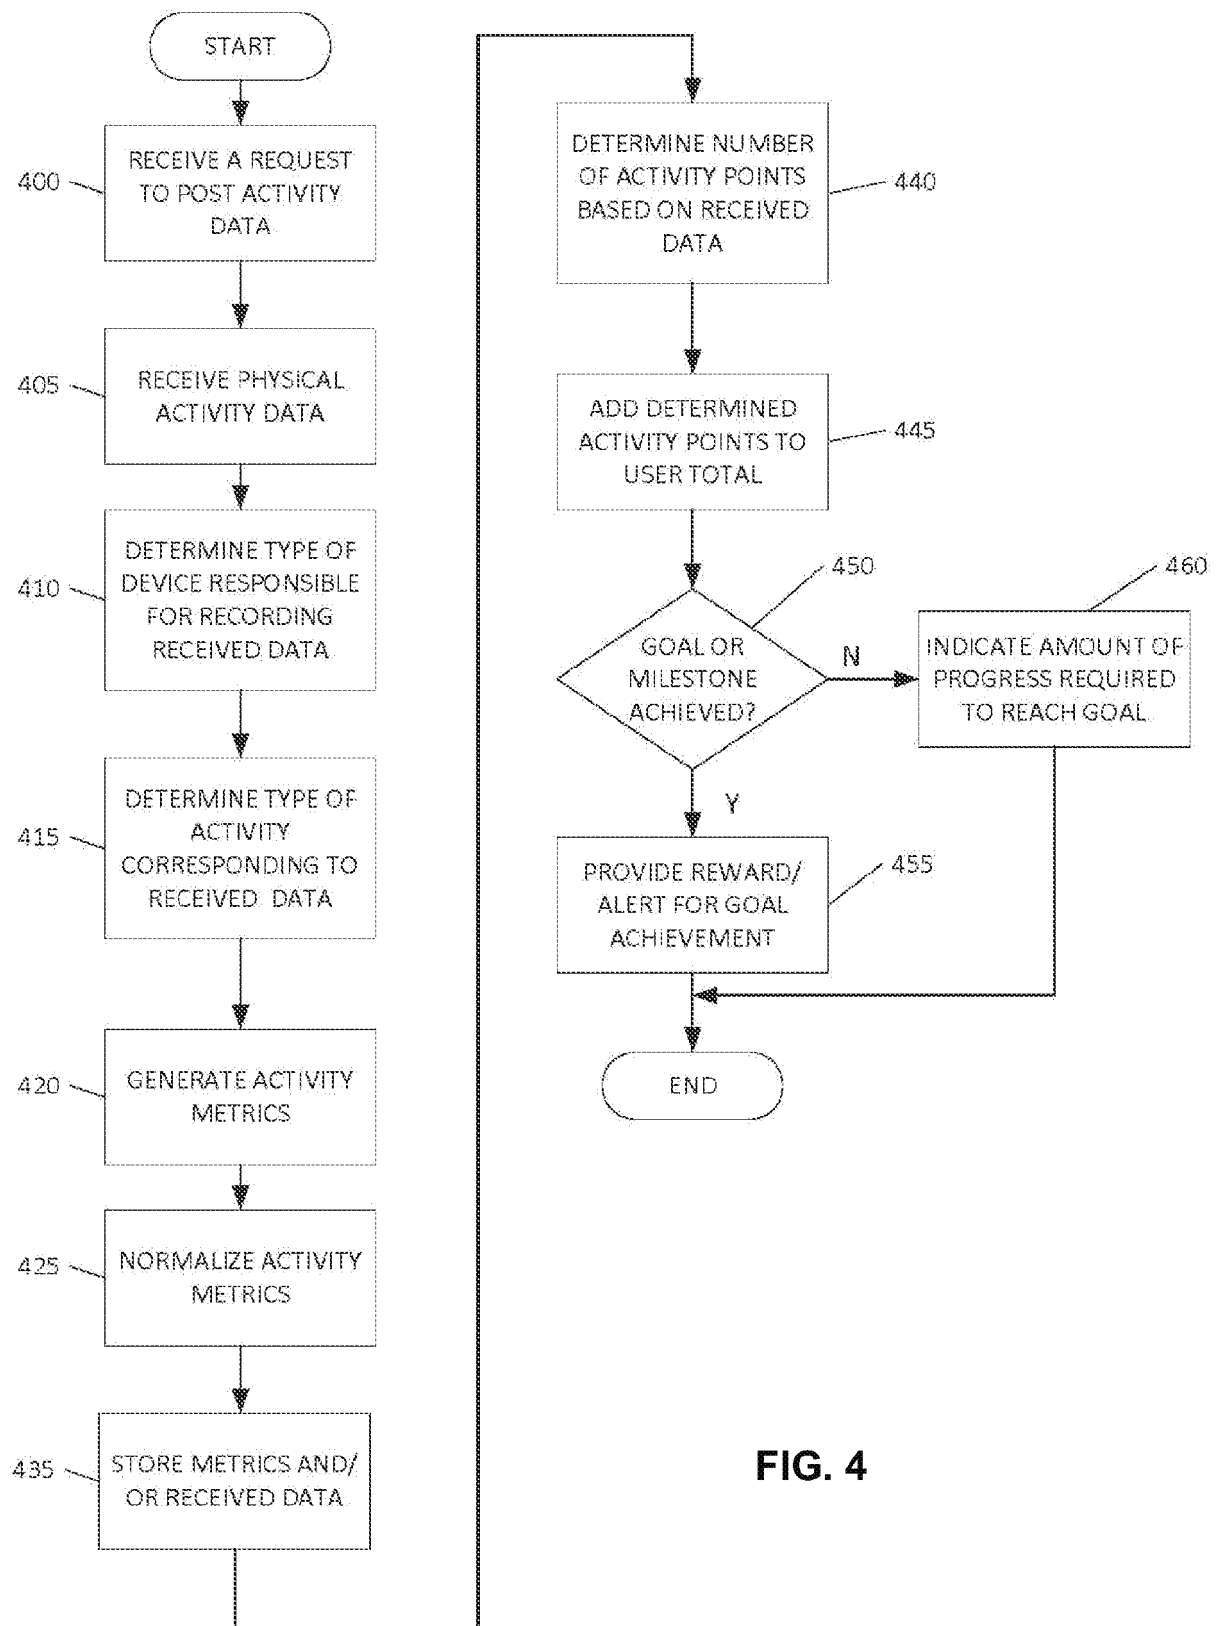 START
400
RECEIVE A REQUEST
TO POST ACTIVITY
DATA
405
RECEIVE PHYSICAL
ACTIVITY DATA
410
DETERMINE TYPE OF
DEVICE RESPONSIBLE
FOR RECORDING
RECEIVED DATA
415
DETERMINE TYPE OF
ACTIVITY
CORRESPONDING TO
RECEIVED DATA
420
GENERATE ACTIVITY
METRICS
425
NORMALIZE ACTIVITY
METRICS
435
STORE METRICS AND/
OR RECEIVED DATA
DETERMINE NUMBER
OF ACTIVITY POINTS
BASED ON RECEIVED
DATA
440
ADD DETERMINED
ACTIVITY POINTS TO
USER TOTAL
445
450
GOAL OR
MILESTONE
ACHIEVED?
N
460
INDICATE AMOUNT OF
PROGRESS REQUIRED
TO REACH GOAL
Y
455
PROVIDE REWARD/
ALERT FOR GOAL
ACHIEVEMENT
END
FIG. 4